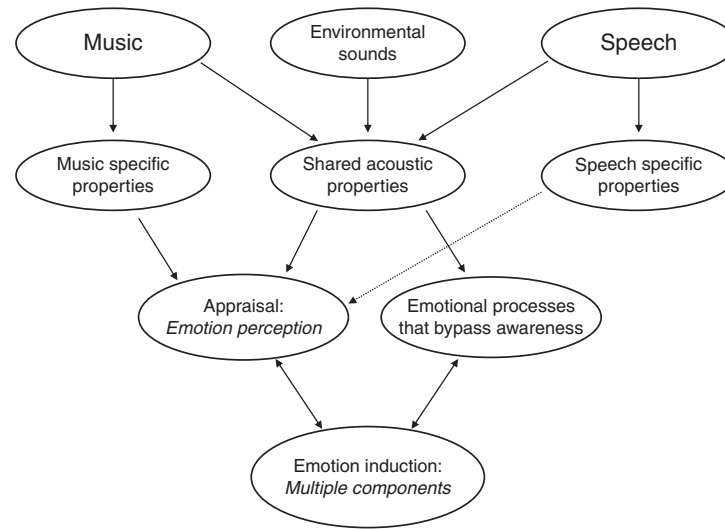 Music
Environmental
sounds
Speech
Music specific
properties
Shared acoustic
properties
Speech specific
properties
Appraisal:
Emotion perception
Emotional processes
that bypass awareness
Emotion induction:
Multiple components